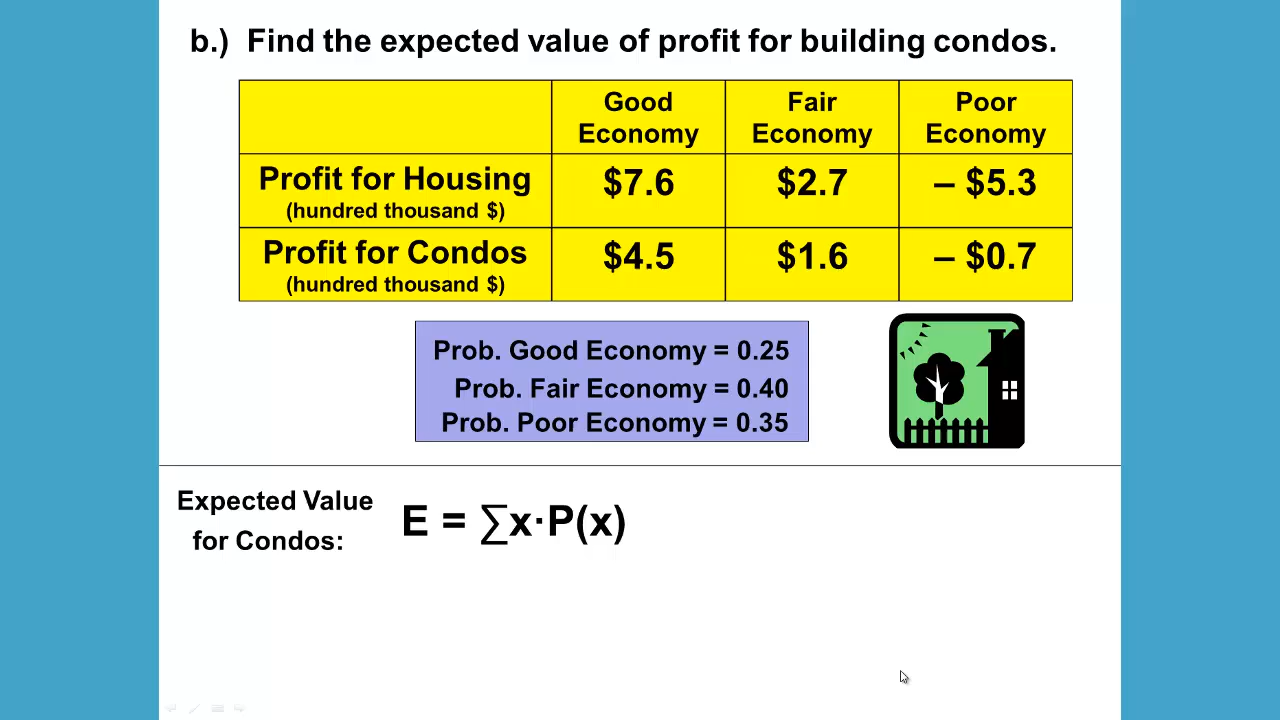 b.) Find the expected value of profit for building condos.
Good Economy
Fair Economy
Poor Economy
Profit for Housing (hundred thousand $)
$7.6
$2.7
– $5.3
Profit for Condos (hundred thousand $)
$4.5
$1.6
– $0.7
Prob. Good Economy = 0.25
Prob. Fair Economy = 0.40
Prob. Poor Economy = 0.35
Expected Value
for Condos:
E = ∑x·P(x)